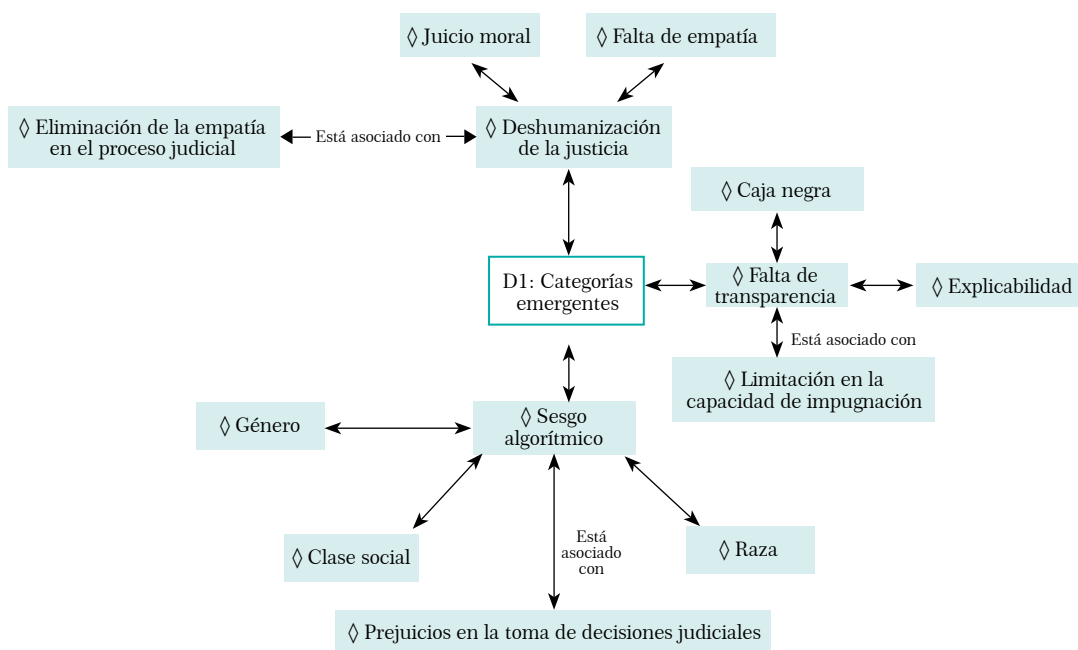 ◊ Juicio moral
◊ Falta de empatía
◊ Eliminación de la empatía
en el proceso judicial
Está asociado con
◊ Deshumanización
de la justicia
◊ Caja negra
D1: Categorías
emergentes
◊ Falta de
transparencia
◊ Explicabilidad
Está asociado con
◊ Limitación en la
capacidad de impugnación
◊ Género
◊ Sesgo
algorítmico
◊ Clase social
Está
asociado
con
◊ Raza
◊ Prejuicios en la toma de decisiones judiciales